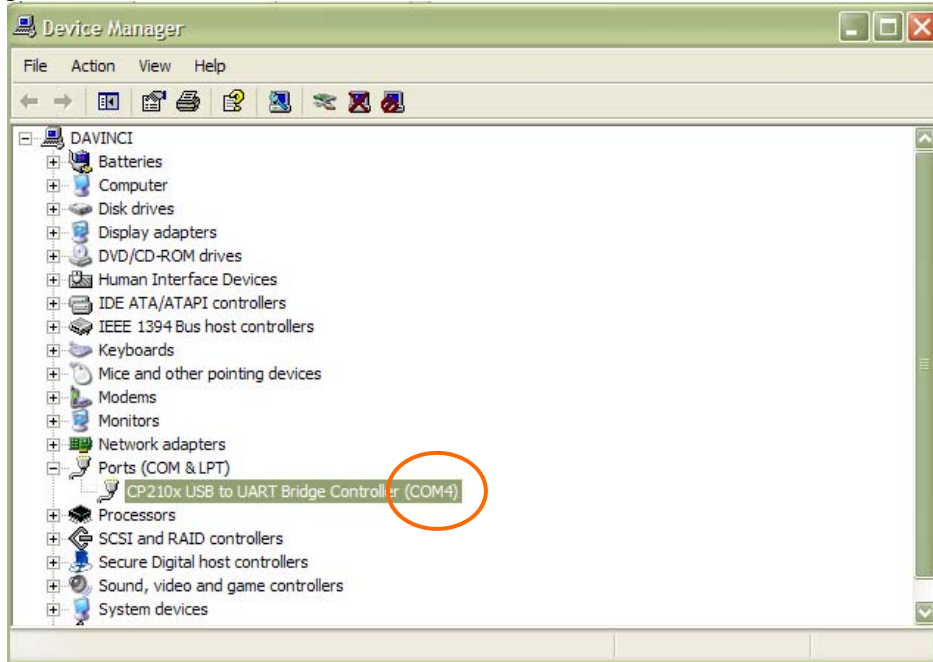 Device Manager
File Action View Help
DAVINCI
Batteries
Computer
Disk drives
Display adapters
DVD/CD-ROM drives
Human Interface Devices
IDE ATA/ATAPI controllers
IEEE 1394 Bus host controllers
Keyboards
Mice and other pointing devices
Modems
Monitors
Network adapters
Ports (COM & LPT)
CP210x USB to UART Bridge Controller (COM4)
Processors
SCSI and RAID controllers
Secure Digital host controllers
Sound, video and game controllers
System devices